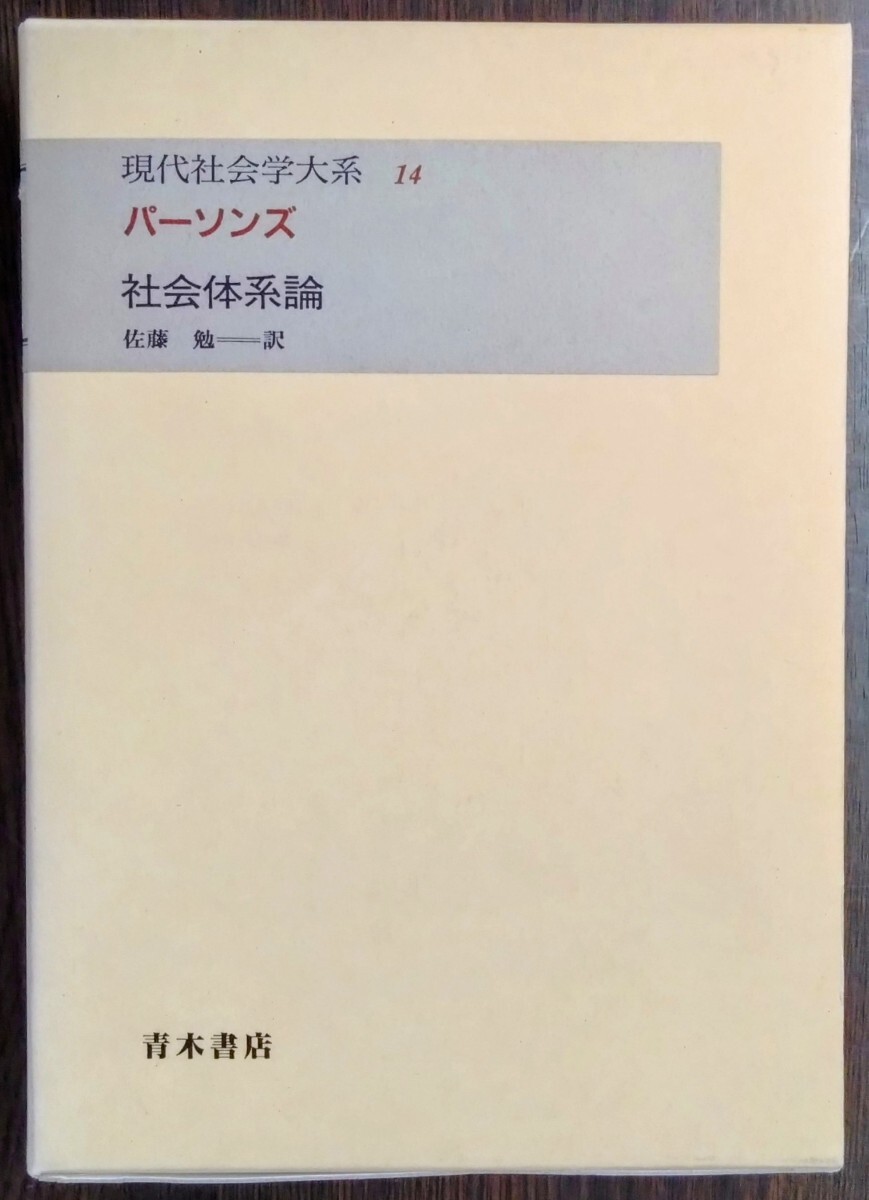 現代社会学大系 14
パーソンズ
社会体系論
佐藤 勉══訳
青木書店